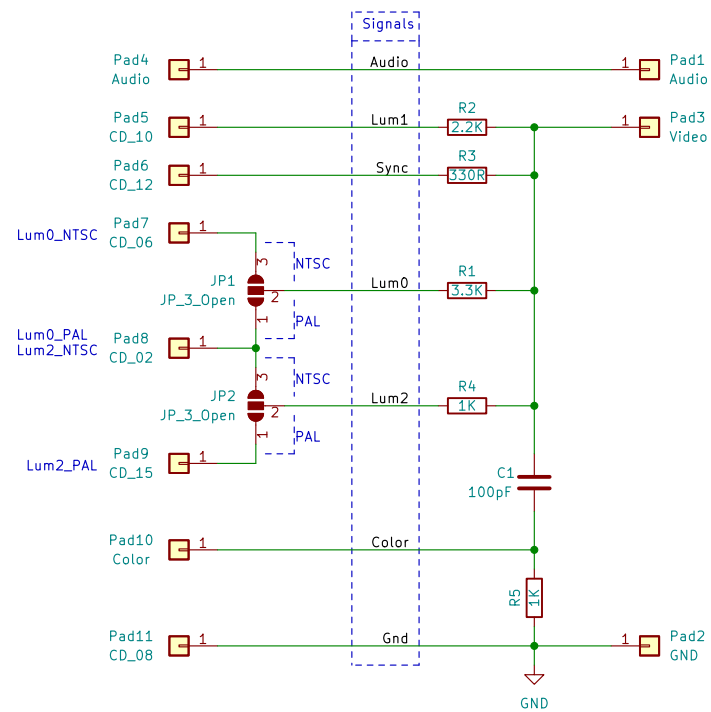 Signals
Pad4
Audio
1
Audio
1
Pad1
Audio
Pad5
CD_10
1
Lum1
R2
2.2K
1
Pad3
Video
Pad6
CD_12
1
Sync
R3
330R
Lum0_NTSC
Pad7
CD_06
1
3
NTSC
JP1
JP_3_Open
2
Lum0
R1
3.3K
1
PAL
Lum0_PAL
Lum2_NTSC
Pad8
CD_02
1
3
NTSC
JP2
JP_3_Open
2
Lum2
R4
1K
1
PAL
Lum2_PAL
Pad9
CD_15
1
C1
100pF
Pad10
Color
1
Color
R5
1K
Pad11
CD_08
1
Gnd
1
Pad2
GND
GND